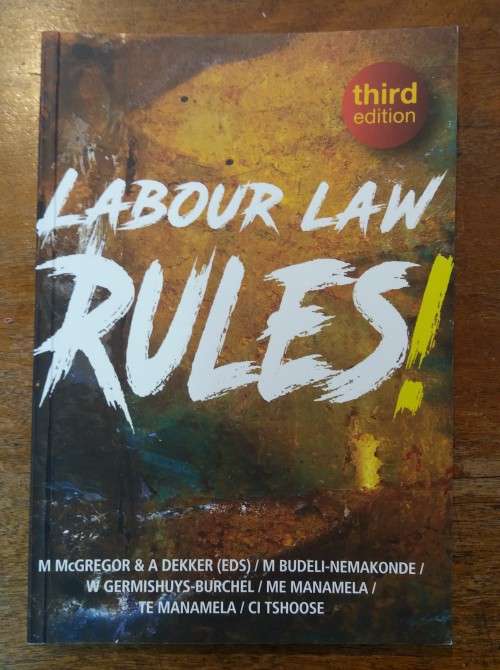 third
edition
LABOUR LAW
RULES!
M McGREGOR & A DEKKER (EDS) / M BUDELI-NEMAKONDE /
W GERMISHUYS-BURCHEL / ME MANAMELA /
TE MANAMELA / CI TSHOOSE